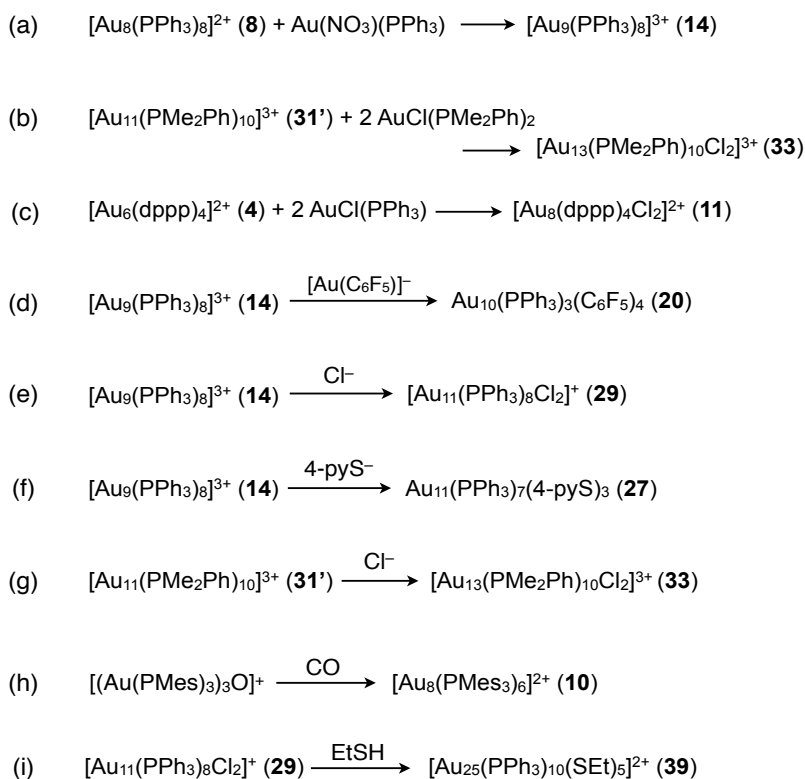 (a) [Au₈(PPh₃)₈]²⁺ (8) + Au(NO₃)(PPh₃) ⟶ [Au₉(PPh₃)₈]³⁺ (14)
(b) [Au₁₁(PMe₂Ph)₁₀]³⁺ (31’) + 2 AuCl(PMe₂Ph)₂
⟶ [Au₁₃(PMe₂Ph)₁₀Cl₂]³⁺ (33)
(c) [Au₆(dppp)₄]²⁺ (4) + 2 AuCl(PPh₃) ⟶ [Au₈(dppp)₄Cl₂]²⁺ (11)
[Au(C₆F₅)]⁻
(d) [Au₉(PPh₃)₈]³⁺ (14) ⟶ Au₁₀(PPh₃)₃(C₆F₅)₄ (20)
Cl⁻
(e) [Au₉(PPh₃)₈]³⁺ (14) ⟶ [Au₁₁(PPh₃)₈Cl₂]⁺ (29)
4-pyS⁻
(f) [Au₉(PPh₃)₈]³⁺ (14) ⟶ Au₁₁(PPh₃)₇(4-pyS)₃ (27)
Cl⁻
(g) [Au₁₁(PMe₂Ph)₁₀]³⁺ (31’) ⟶ [Au₁₃(PMe₂Ph)₁₀Cl₂]³⁺ (33)
CO
(h) [(Au(PMes)₃)₃O]⁺ ⟶ [Au₈(PMes₃)₆]²⁺ (10)
EtSH
(i) [Au₁₁(PPh₃)₈Cl₂]⁺ (29) ⟶ [Au₂₅(PPh₃)₁₀(SEt)₅]²⁺ (39)